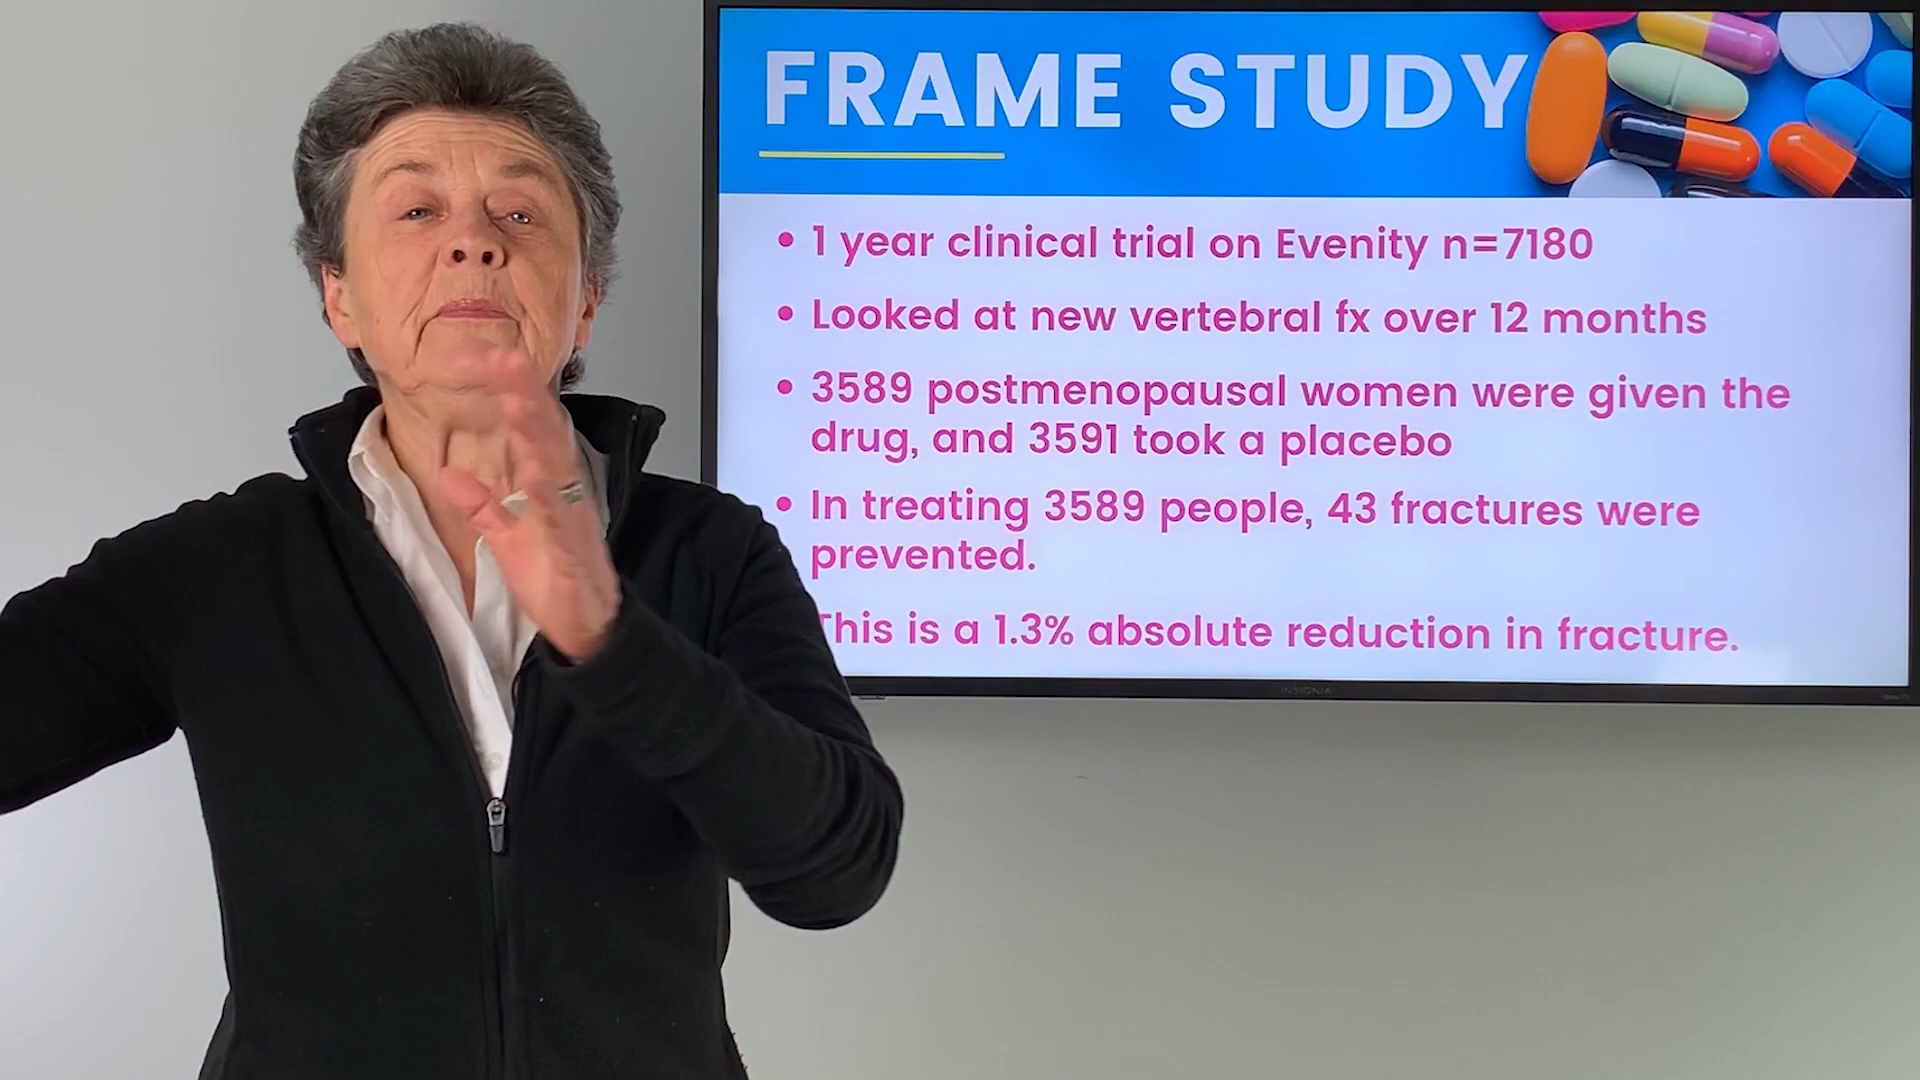 FRAME STUDY
• 1 year clinical trial on Evenity n=7180
• Looked at new vertebral fx over 12 months
• 3589 postmenopausal women were given the
drug, and 3591 took a placebo
• In treating 3589 people, 43 fractures were
prevented.
This is a 1.3% absolute reduction in fracture.
INSIGNIA